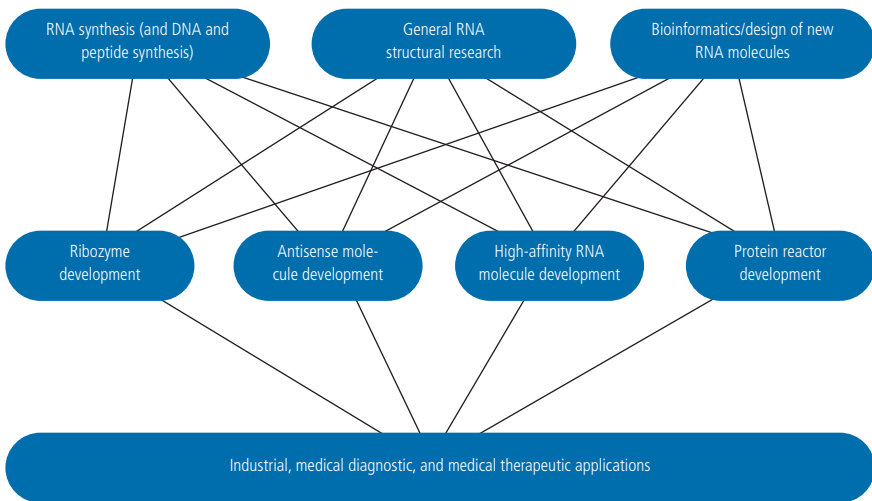 RNA synthesis (and DNA and
peptide synthesis)
General RNA
structural research
Bioinformatics/design of new
RNA molecules
Ribozyme
development
Antisense mole-
cule development
High-affinity RNA
molecule development
Protein reactor
development
Industrial, medical diagnostic, and medical therapeutic applications